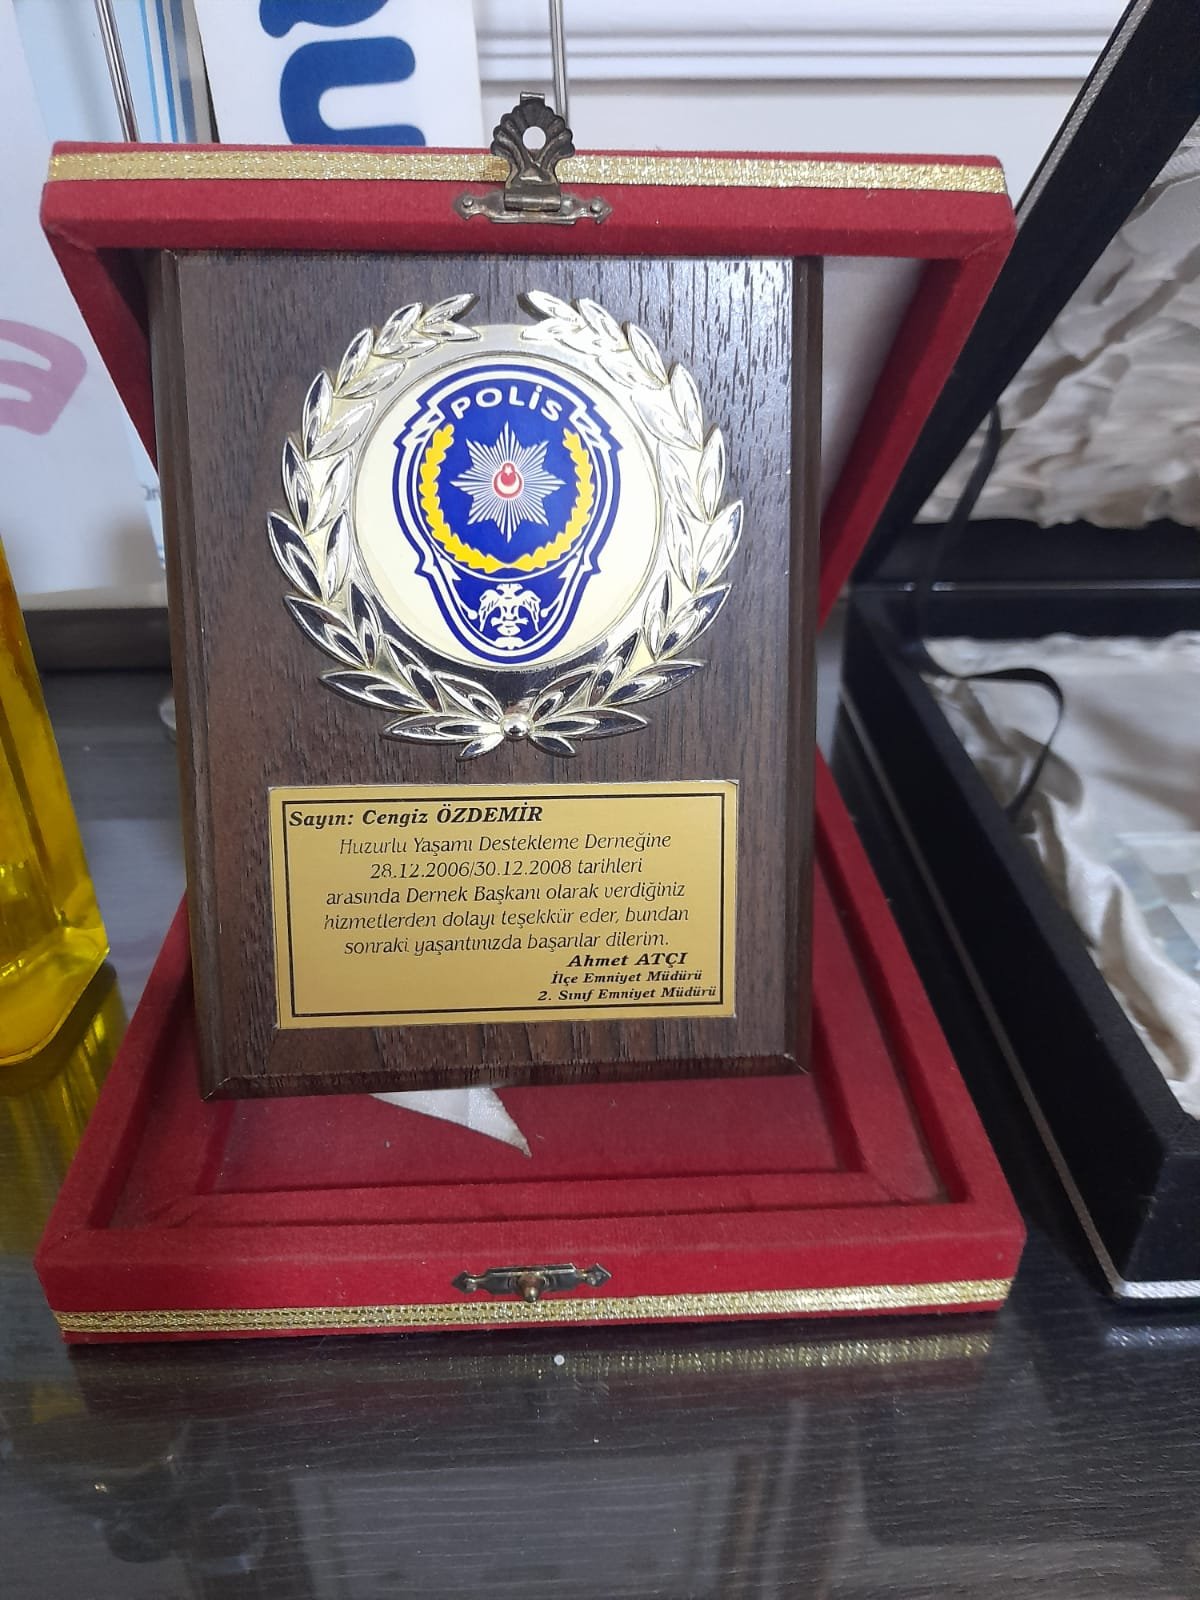 POLİS
Sayın: Cengiz ÖZDEMİR
Huzurlu Yaşamı Destekleme Derneğine
28.12.2006/30.12.2008 tarihleri
arasında Dernek Başkanı olarak verdiğiniz
hizmetlerden dolayı teşekkür eder, bundan
sonraki yaşantınızda başarılar dilerim.
Ahmet ATÇI
İlçe Emniyet Müdürü
2. Sınıf Emniyet Müdürü